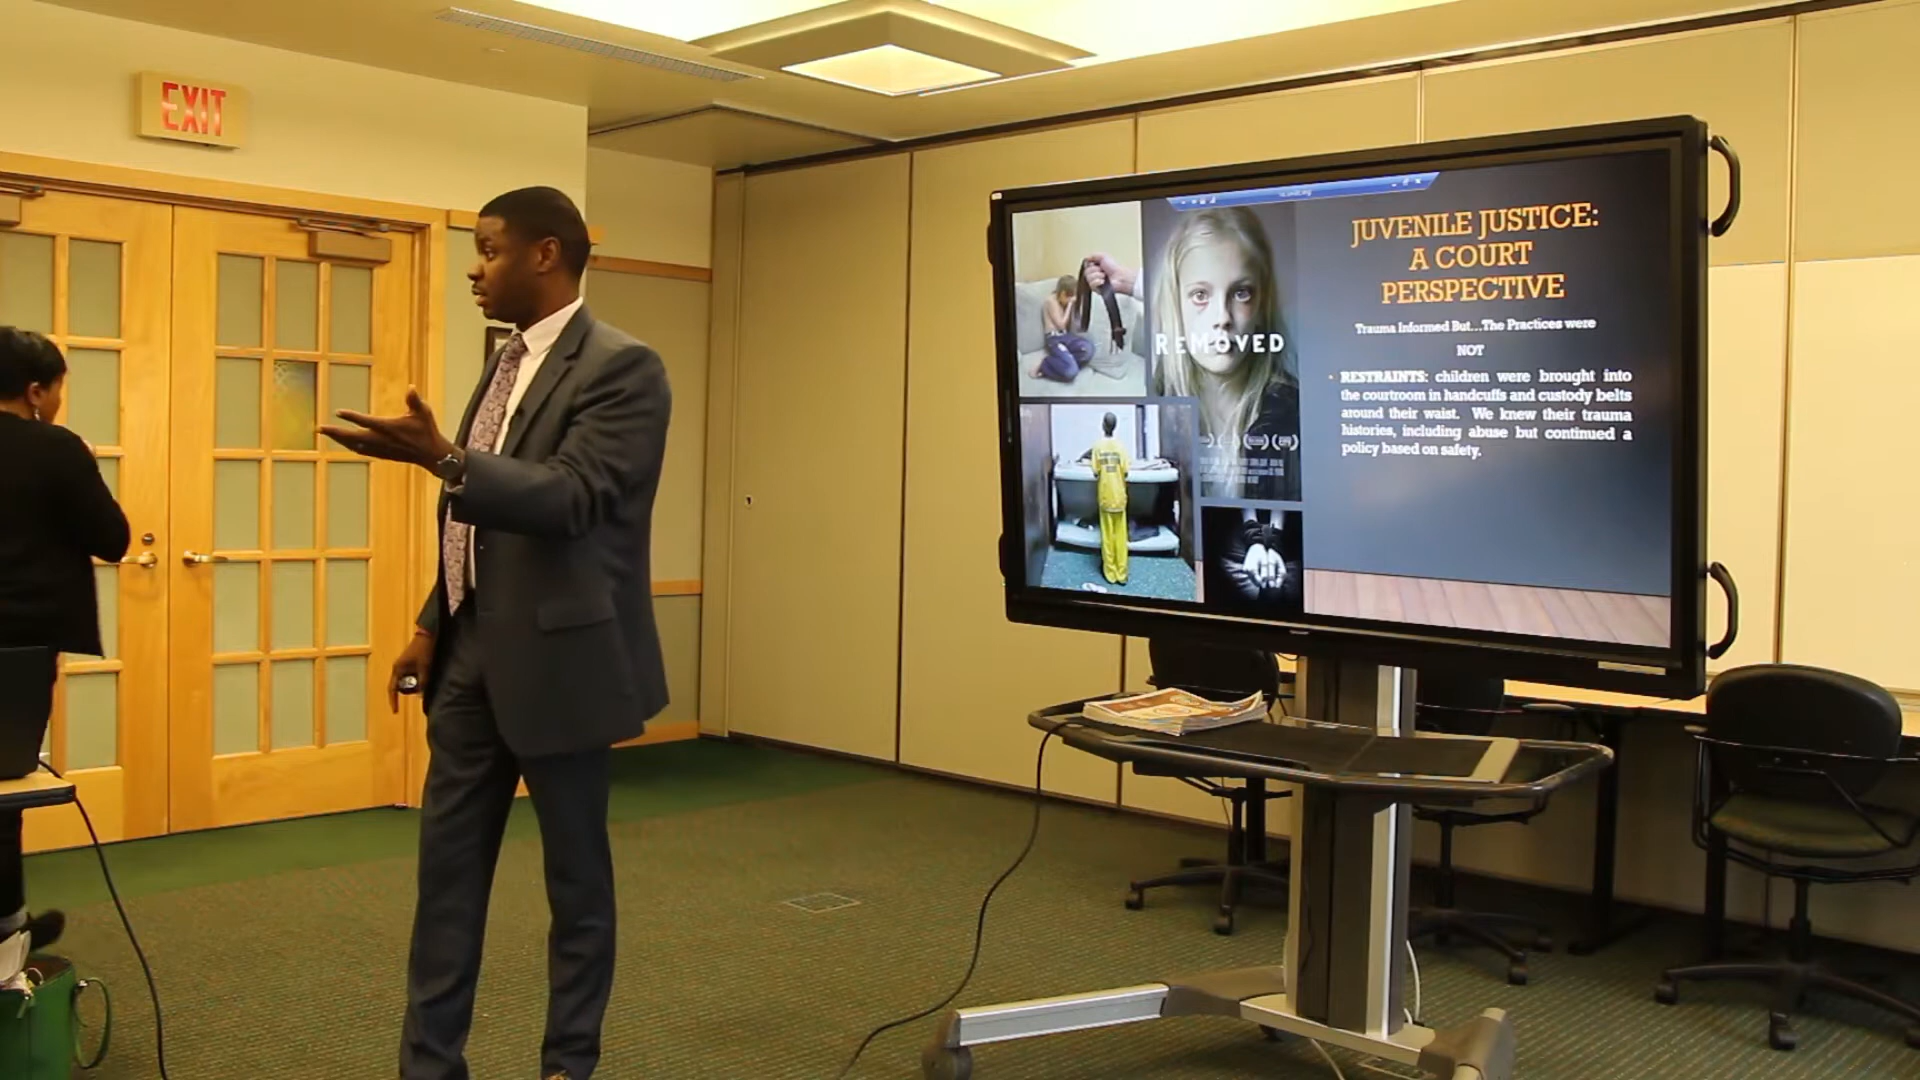 EXIT
REMOVED
JUVENILE JUSTICE:
A COURT
PERSPECTIVE
Trauma Informed But...The Practices were
NOT
RESTRAINTS: children were brought into
the courtroom in handcuffs and custody belts
around their waist. We knew their trauma
histories, including abuse but continued a
policy based on safety.